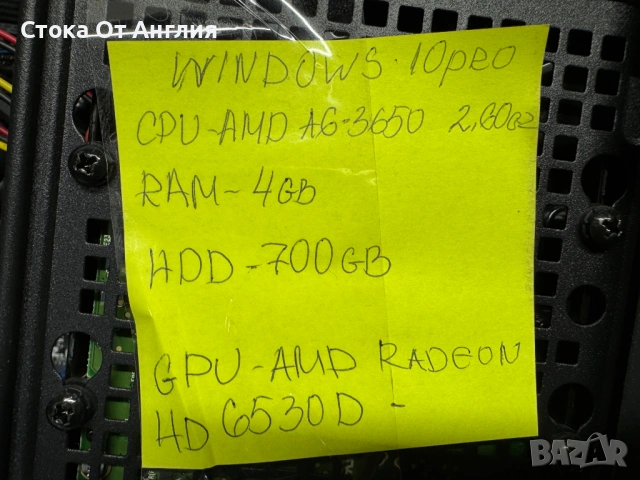 Стока От Англия
WINDOWS 10PRO
CPU-AMD A6-3650 2,60GZ
RAM-4GB
HDD-700GB
GPU-AMD RADEON
HD 6530D -
BAZAR